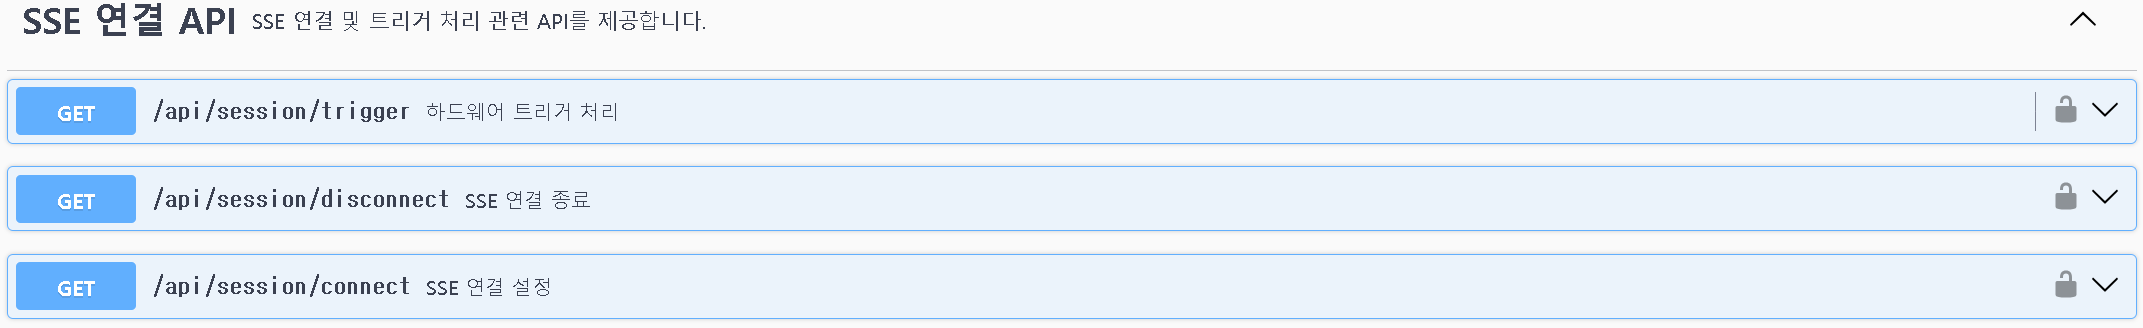 SSE 연결 API SSE 연결 및 트리거 처리 관련 API를 제공합니다.
GET /api/session/trigger 하드웨어 트리거 처리
GET /api/session/disconnect SSE 연결 종료
GET /api/session/connect SSE 연결 설정